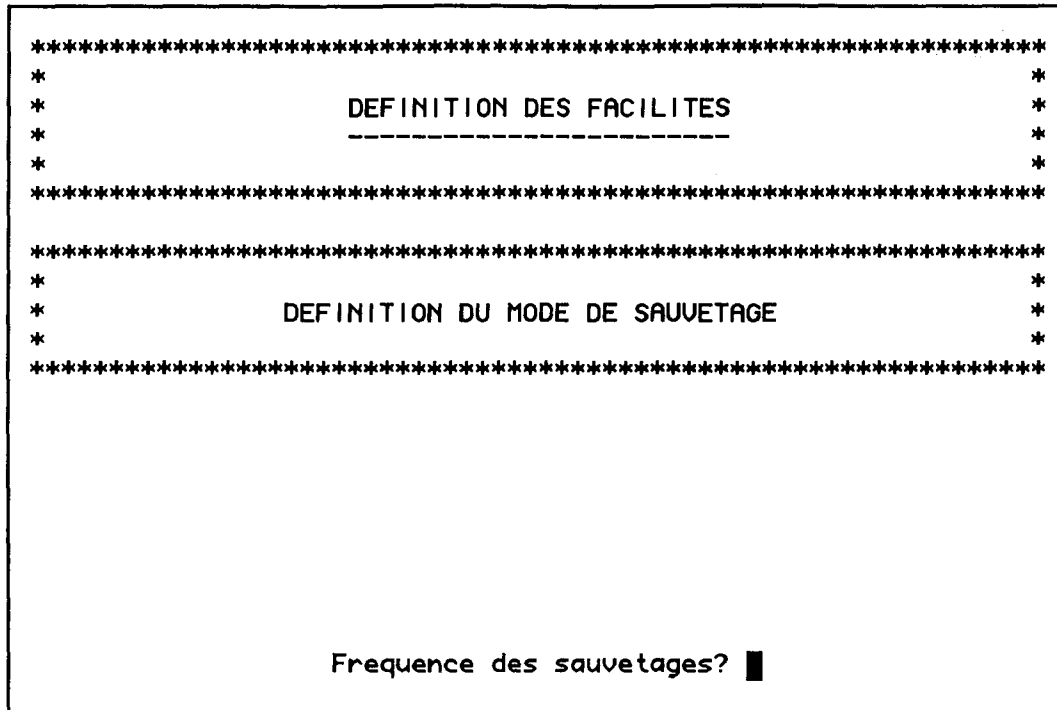 ****************************************************************
*                                                              *
*                   DEFINITION DES FACILITES                   *
*                   ------------------------                   *
*                                                              *
****************************************************************
****************************************************************
*                                                              *
*               DEFINITION DU MODE DE SAUVETAGE                *
*                                                              *
****************************************************************
Frequence des sauvetages?